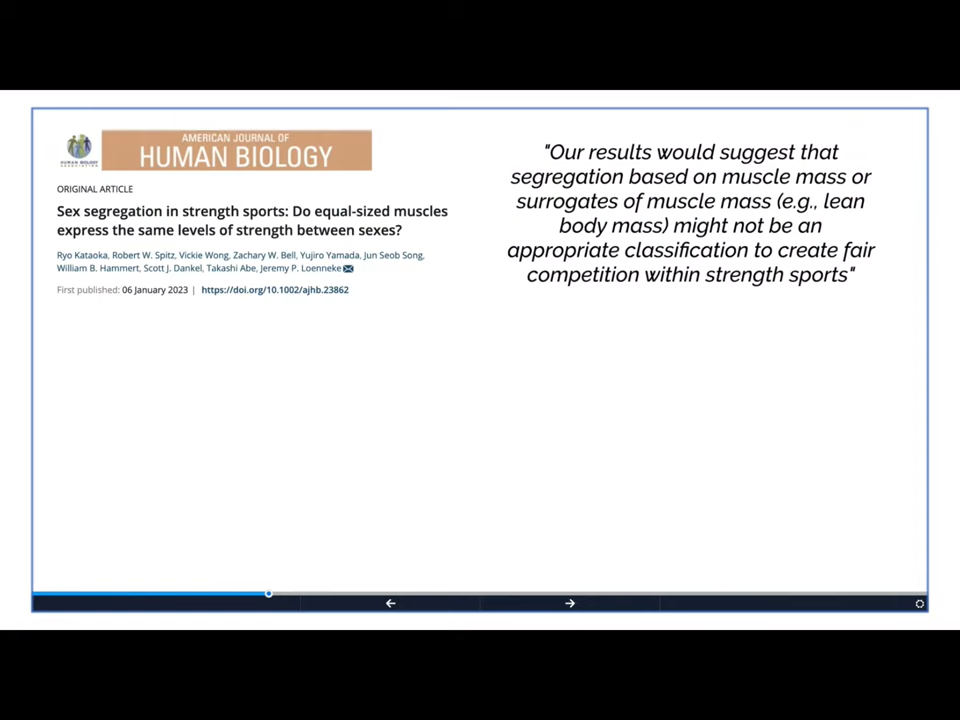 AMERICAN JOURNAL OF
HUMAN BIOLOGY
HUMAN BIOLOGY
ASSOCIATION
ORIGINAL ARTICLE
Sex segregation in strength sports: Do equal-sized muscles
express the same levels of strength between sexes?
Ryo Kataoka, Robert W. Spitz, Vickie Wong, Zachary W. Bell, Yujiro Yamada, Jun Seob Song,
William B. Hammert, Scott J. Dankel, Takashi Abe, Jeremy P. Loenneke
First published: 06 January 2023 | https://doi.org/10.1002/ajhb.23862
"Our results would suggest that
segregation based on muscle mass or
surrogates of muscle mass (e.g., lean
body mass) might not be an
appropriate classification to create fair
competition within strength sports"